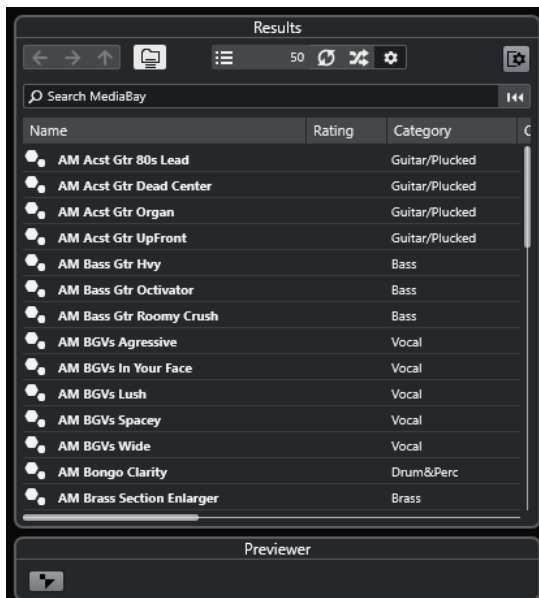 Results
50
Search MediaBay
Name Rating Category C
AM Acst Gtr 80s Lead Guitar/Plucked
AM Acst Gtr Dead Center Guitar/Plucked
AM Acst Gtr Organ Guitar/Plucked
AM Acst Gtr UpFront Guitar/Plucked
AM Bass Gtr Hvy Bass
AM Bass Gtr Octivator Bass
AM Bass Gtr Roomy Crush Bass
AM BGVs Agressive Vocal
AM BGVs In Your Face Vocal
AM BGVs Lush Vocal
AM BGVs Spacey Vocal
AM BGVs Wide Vocal
AM Bongo Clarity Drum&Perc
AM Brass Section Enlarger Brass
Previewer